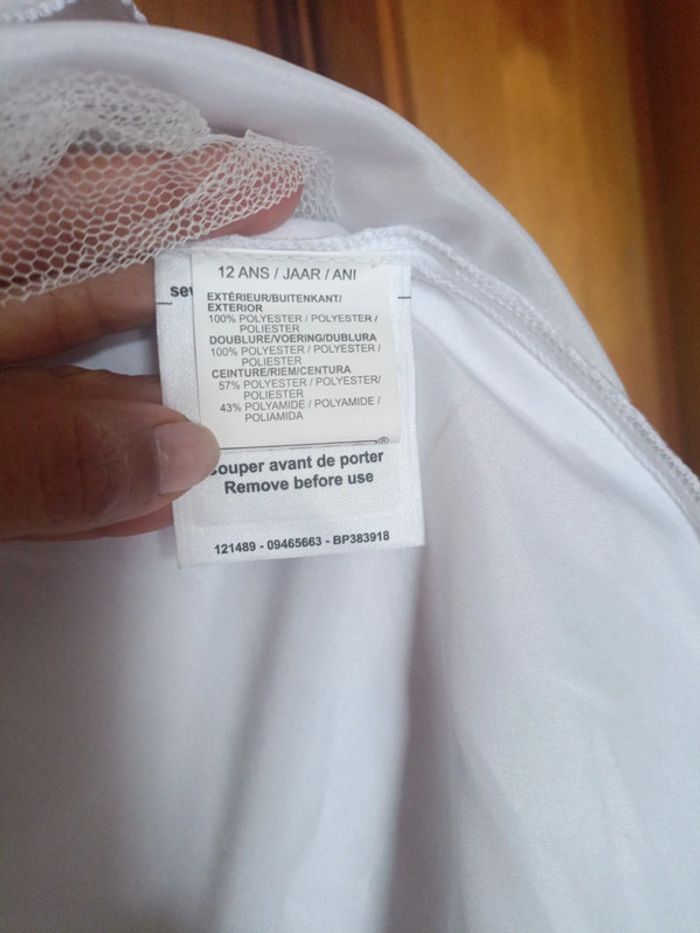 12 ANS / JAAR / ANI
EXTÉRIEUR/BUITENKANT/
EXTERIOR
100% POLYESTER / POLYESTER /
POLIESTER
DOUBLURE/VOERING/DUBLURA
100% POLYESTER / POLYESTER /
POLIESTER
CEINTURE/RIEM/CENTURA
57% POLYESTER / POLYESTER/
POLIESTER
43% POLYAMIDE / POLYAMIDE /
POLIAMIDA
®
avant de porter
Remove before use
121489 - 09465663 - BP383918